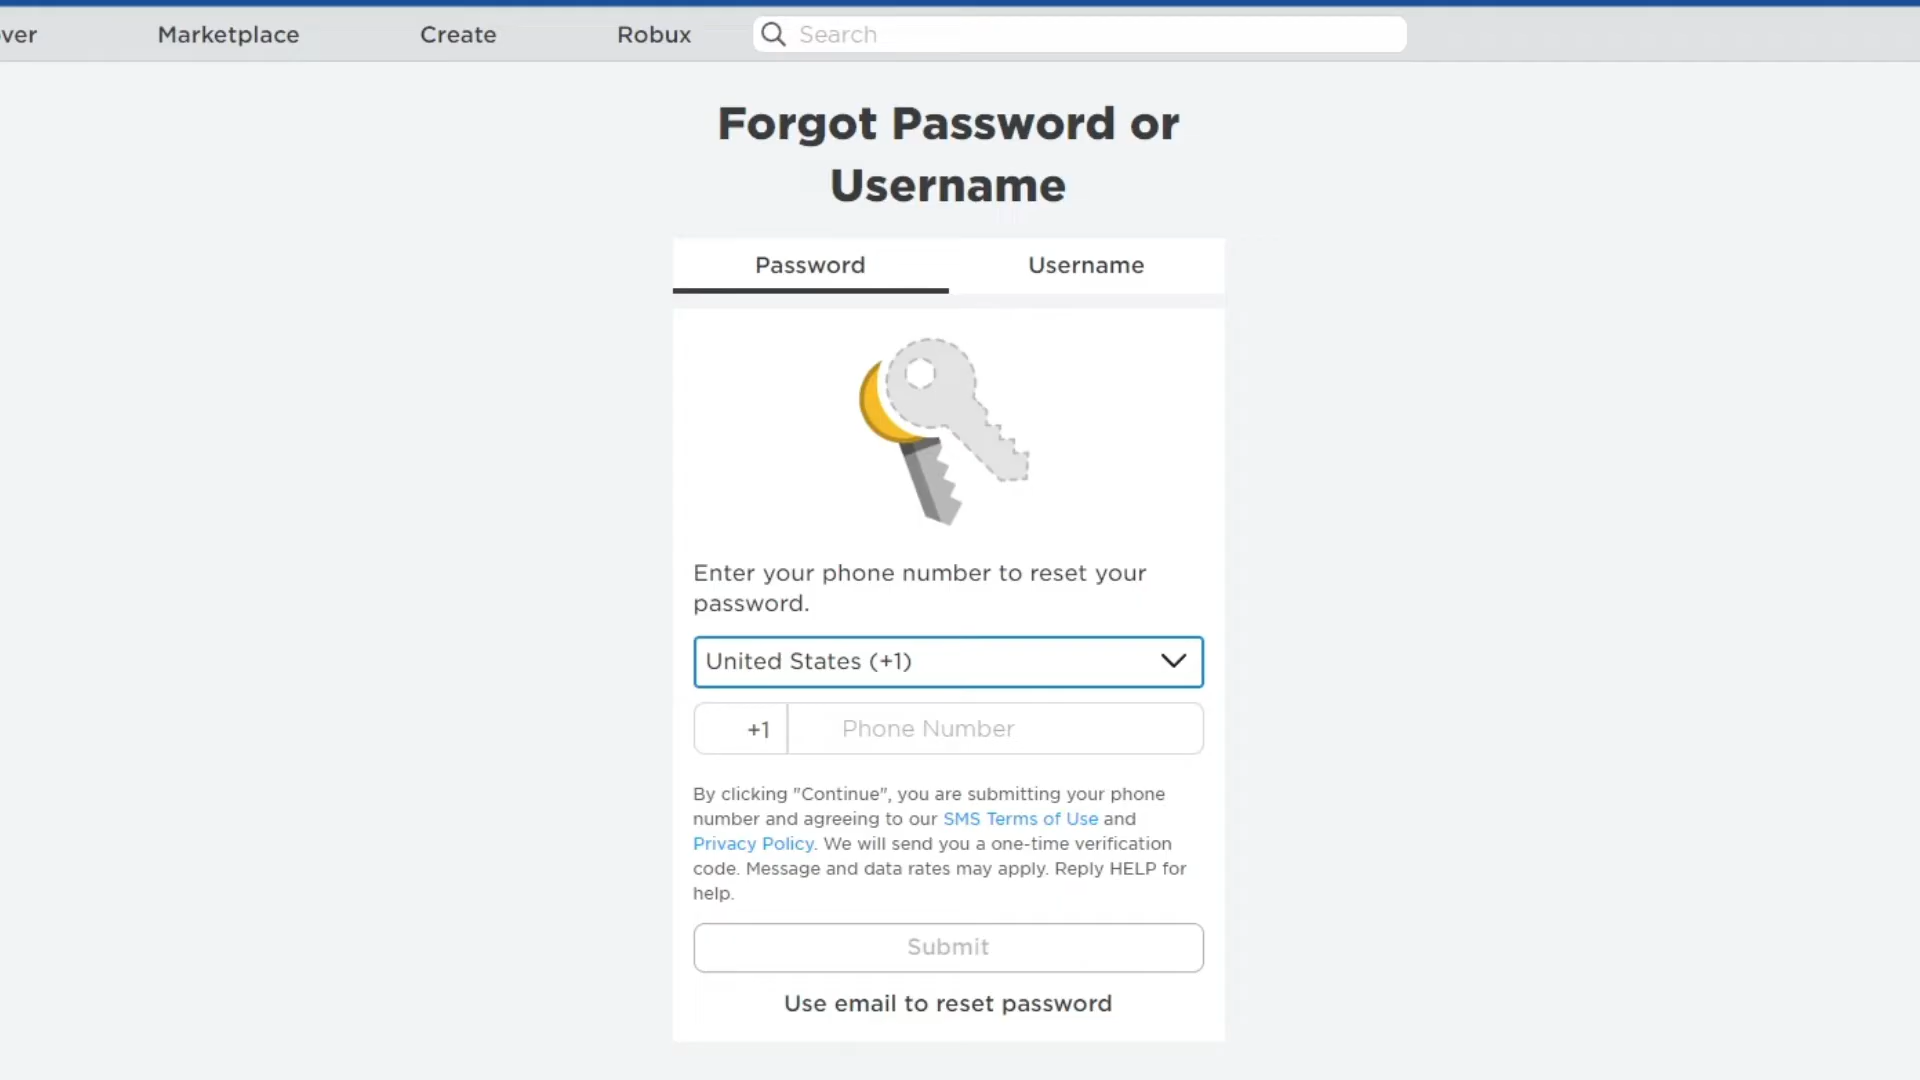 ver Marketplace Create Robux Search
Forgot Password or
Username
Password Username
Enter your phone number to reset your
password.
United States (+1)
+1 Phone Number
By clicking "Continue", you are submitting your phone
number and agreeing to our SMS Terms of Use and
Privacy Policy. We will send you a one-time verification
code. Message and data rates may apply. Reply HELP for
help.
Submit
Use email to reset password